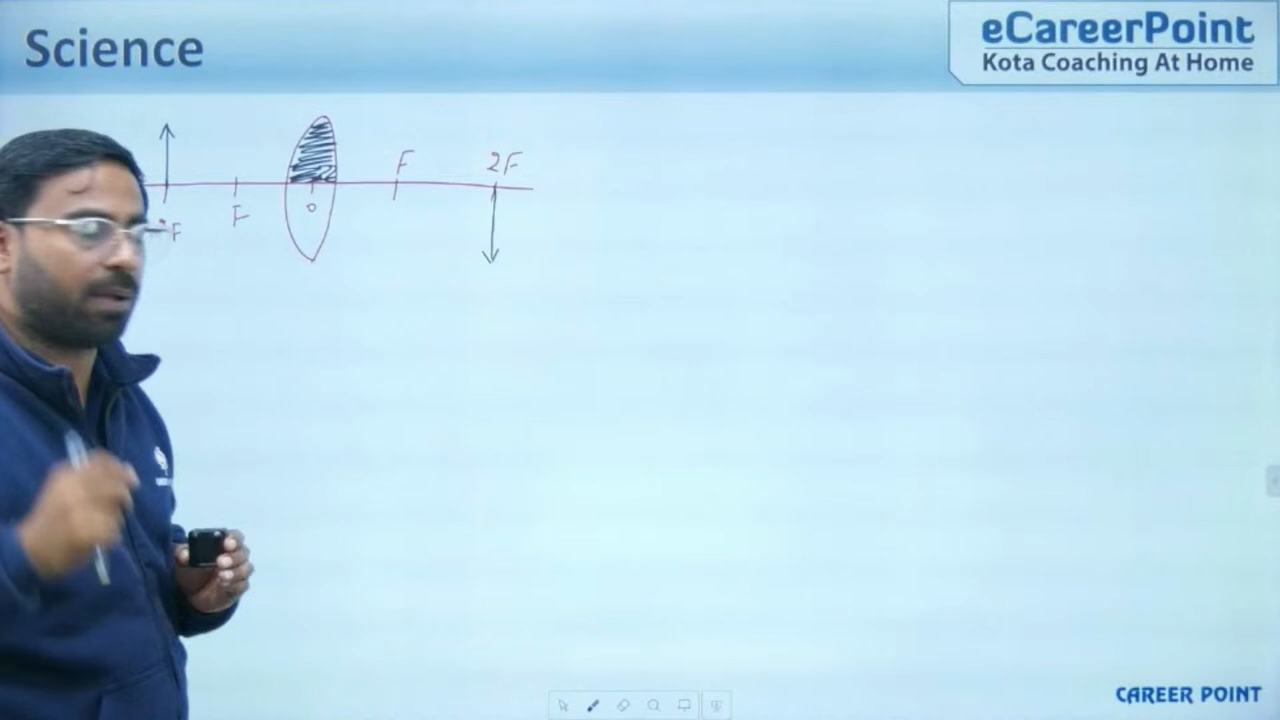 Science
eCareerPoint
Kota Coaching At Home
F 2F
F O
CAREER POINT